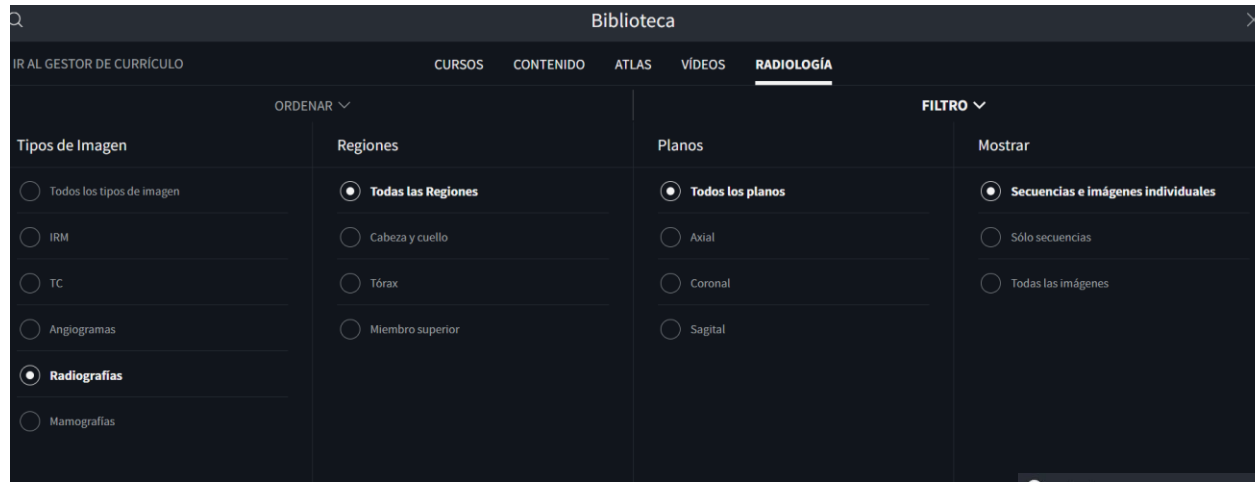 Biblioteca
IR AL GESTOR DE CURRÍCULO
CURSOS
CONTENIDO
ATLAS
VÍDEOS
RADIOLOGÍA
ORDENAR
FILTRO
Tipos de Imagen
Todos los tipos de imagen
IRM
TC
Angiogramas
Radiografías
Mamografías
Regiones
Todas las Regiones
Cabeza y cuello
Tórax
Miembro superior
Planos
Todos los planos
Axial
Coronal
Sagital
Mostrar
Secuencias e imágenes individuales
Sólo secuencias
Todas las imágenes